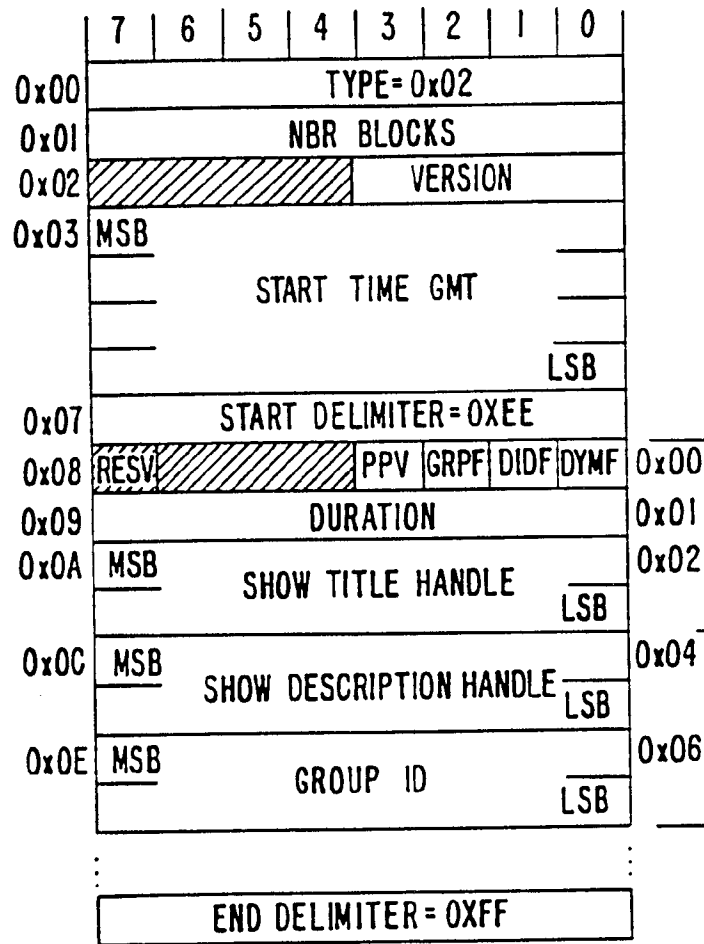 7 6 5 4 3 2 1 0
0x00 TYPE=0x02
0x01 NBR BLOCKS
0x02 VERSION
0x03 MSB
START TIME GMT
LSB
0x07 START DELIMITER=0XEE
0x08 RESV PPV GRPF DIDF DYMF 0x00
0x09 DURATION 0x01
0x0A MSB 0x02
SHOW TITLE HANDLE
LSB
0x0C MSB 0x04
SHOW DESCRIPTION HANDLE
LSB
0x0E MSB 0x06
GROUP ID
LSB
END DELIMITER=0XFF